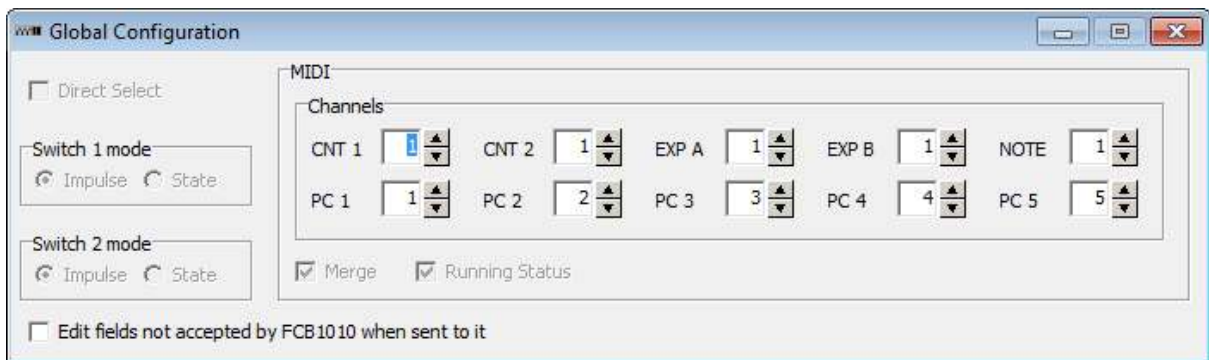 Global Configuration
Direct Select
Switch 1 mode
Impulse State
Switch 2 mode
Impulse State
MIDI
Channels
CNT 1 1 CNT 2 1 EXP A 1 EXP B 1 NOTE 1
PC 1 1 PC 2 2 PC 3 3 PC 4 4 PC 5 5
Merge Running Status
Edit fields not accepted by FCB1010 when sent to it